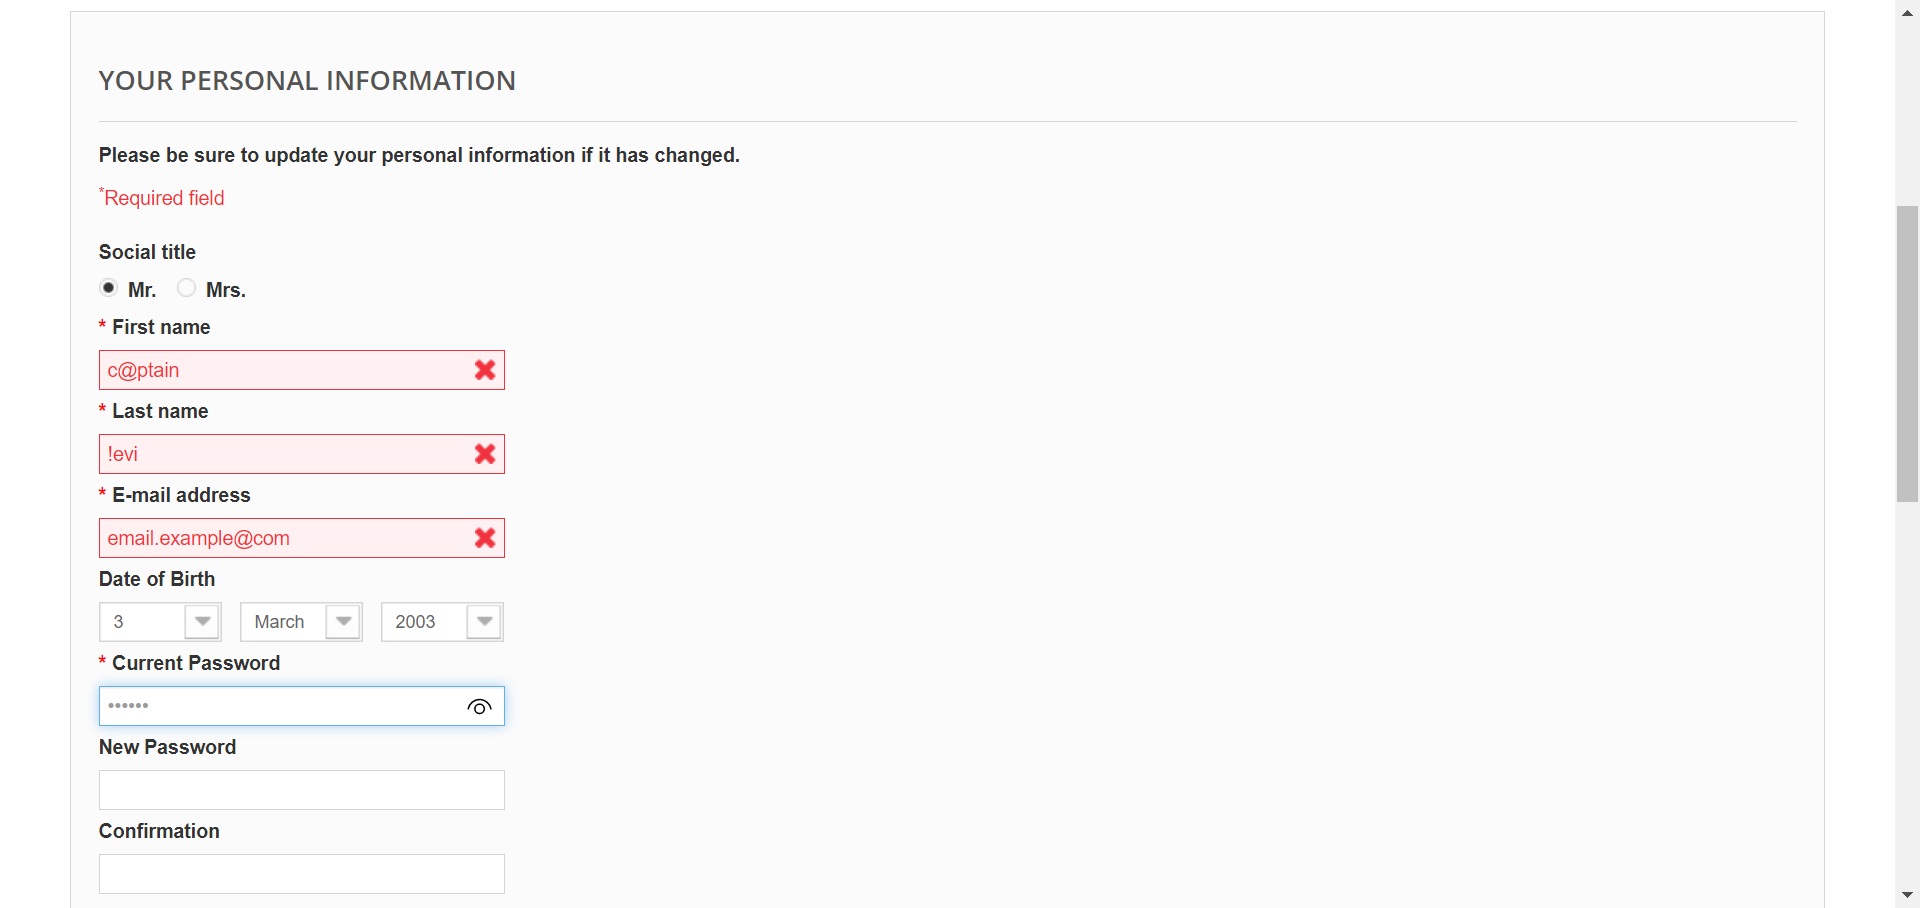 YOUR PERSONAL INFORMATION
Please be sure to update your personal information if it has changed.
*Required field
Social title
Mr. Mrs.
* First name
c@ptain
* Last name
!evi
* E-mail address
email.example@com
Date of Birth
3 March 2003
* Current Password
••••••
New Password
Confirmation